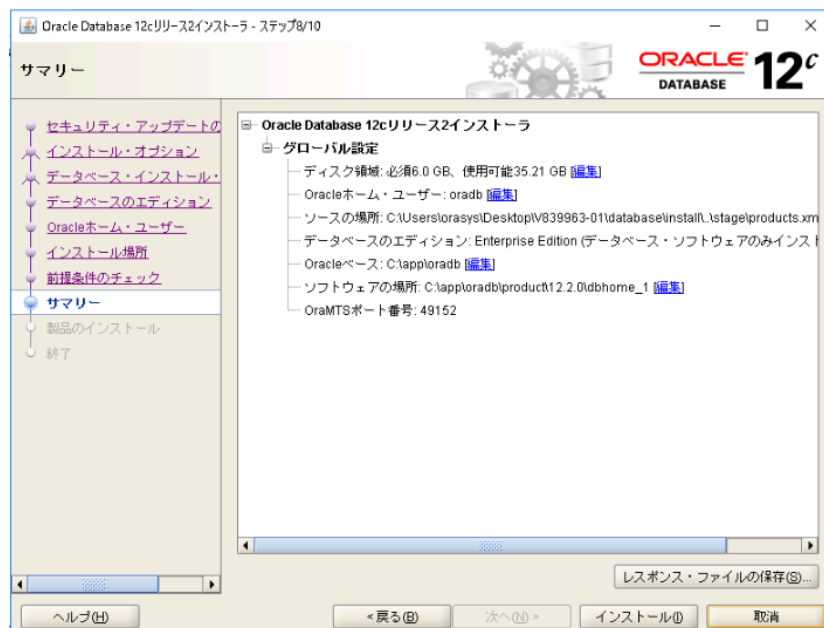 Oracle Database 12cリリース2インストーラ - ステップ8/10
サマリー
ORACLE
DATABASE
12c
セキュリティ・アップデートの
インストール・オプション
データベース・インストール・
データベースのエディション
Oracleホーム・ユーザー
インストール場所
前提条件のチェック
サマリー
製品のインストール
終了
Oracle Database 12cリリース2インストーラ
グローバル設定
ディスク領域: 必須6.0 GB、使用可能35.21 GB [編集]
Oracleホーム・ユーザー: oradb [編集]
ソースの場所: C:\Users\orasys\Desktop\V839963-01\database\install\..\stage\products.xm
データベースのエディション: Enterprise Edition (データベース・ソフトウェアのみインスト
Oracleベース: C:\app\oradb [編集]
ソフトウェアの場所: C:\app\oradb\product\12.2.0\dbhome_1 [編集]
OraMTSポート番号: 49152
レスポンス・ファイルの保存(S)...
ヘルプ(H)
<戻る(B)
次へ(N)>
インストール(I)
取消